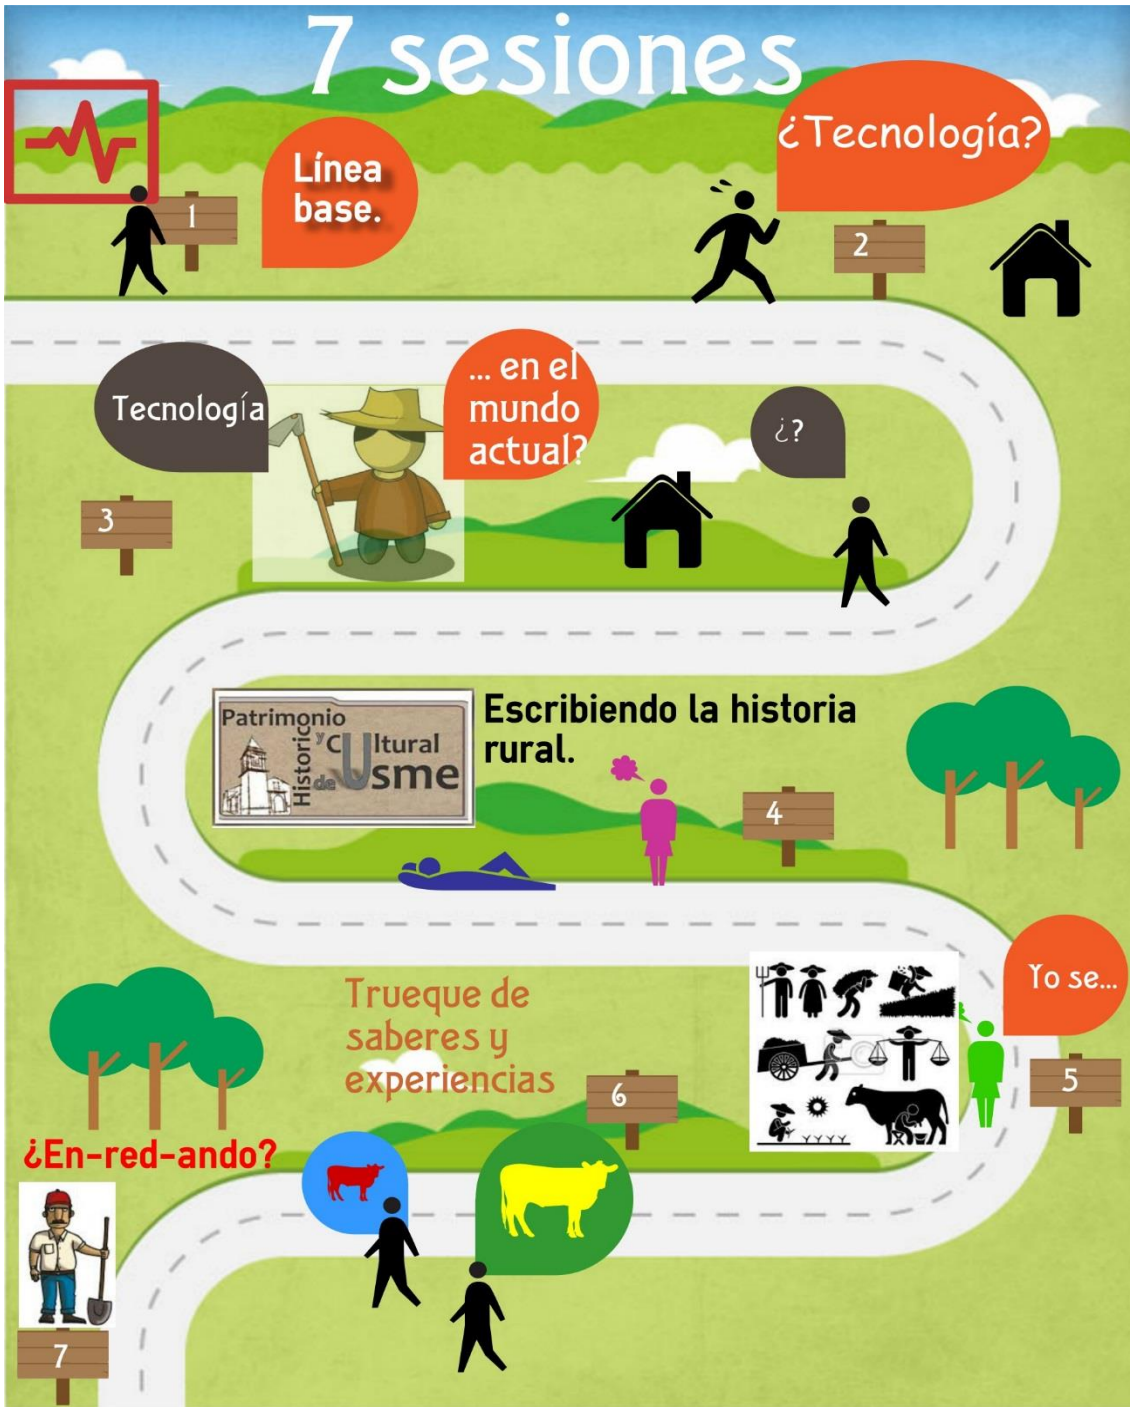 7 sesiones
Línea
base.
1
¿Tecnología?
2
Tecnología
... en el
mundo
actual?
¿?
3
Patrimonio
Historico
y
Cultural
de Usme
Escribiendo la historia
rural.
4
Yo se...
5
Trueque de
saberes y
experiencias
6
¿En-red-ando?
7